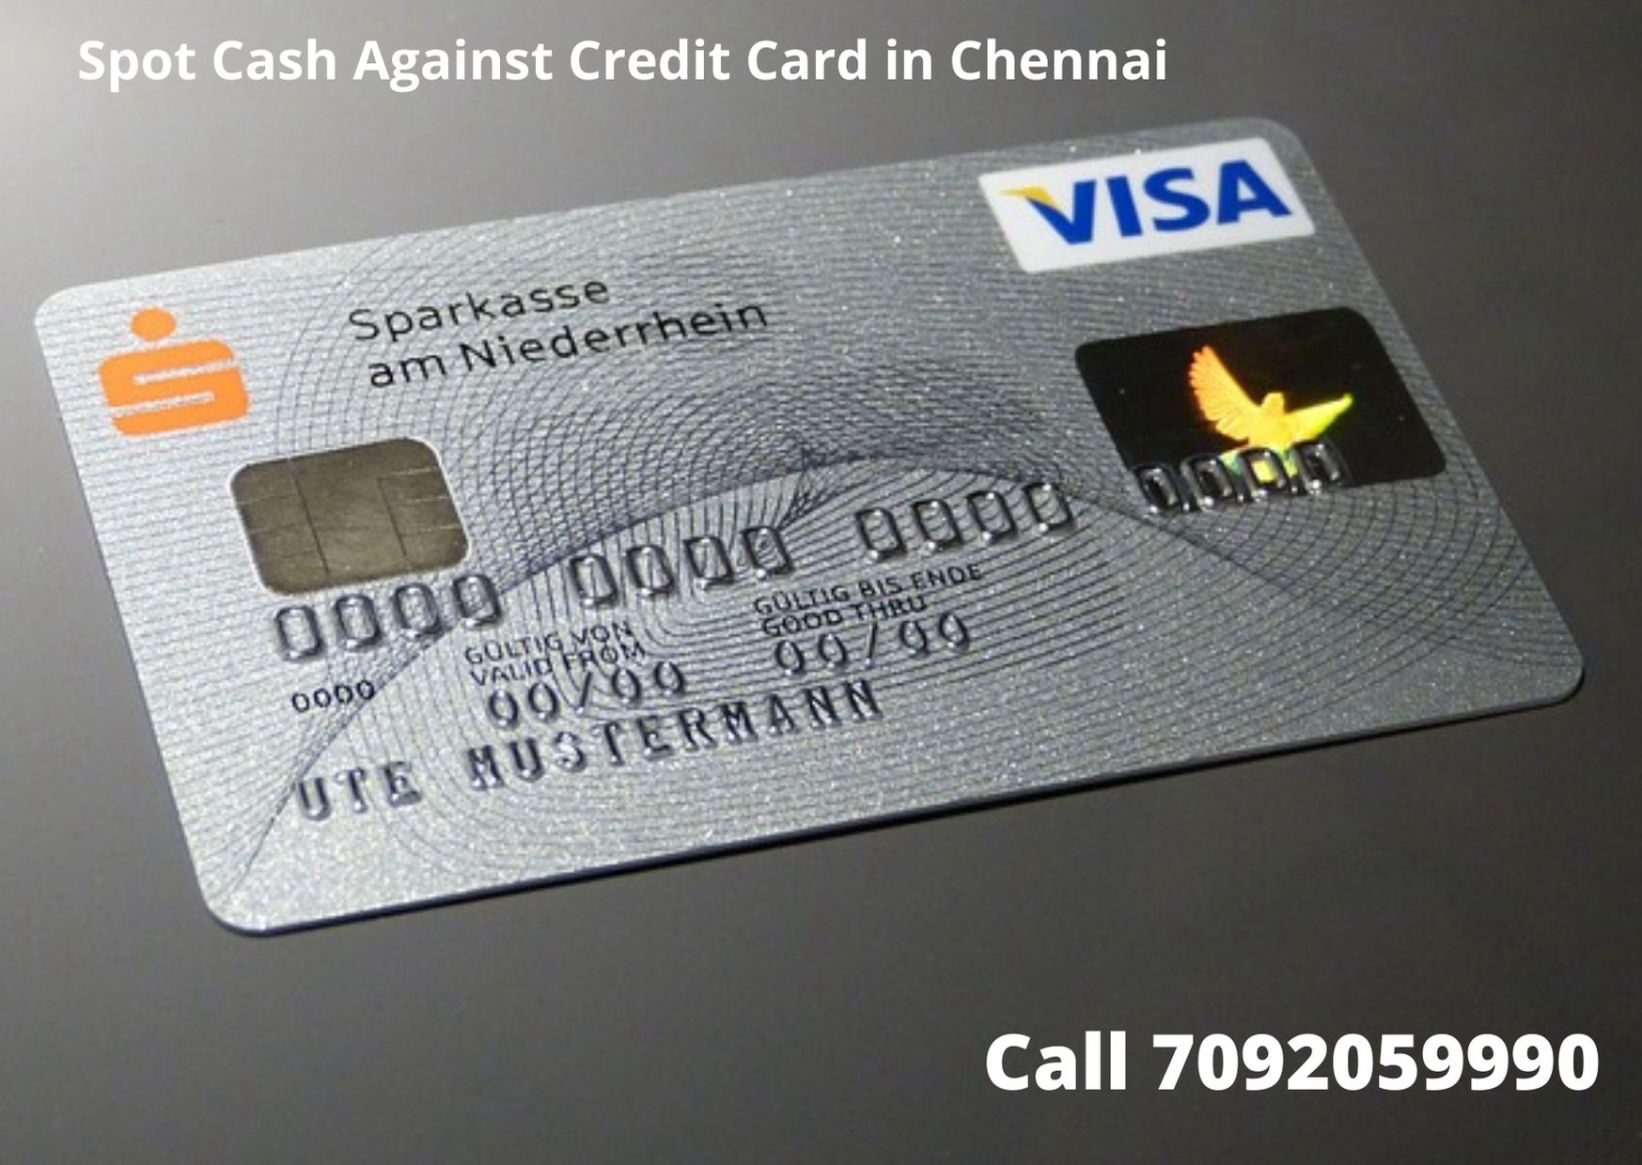 Spot Cash Against Credit Card in Chennai
VISA
Sparkasse
am Niederrhein
0000 0000 0000 0000
GÜLTIG VON
VALID FROM
GÜLTIG BIS ENDE
GOOD THRU
0000
00/00 00/00
UTE MUSTERMANN
Call 7092059990